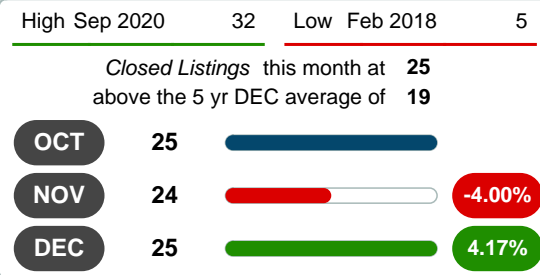 High Sep 2020 32 Low Feb 2018 5
Closed Listings this month at 25
above the 5 yr DEC average of 19
OCT 25
NOV 24 -4.00%
DEC 25 4.17%